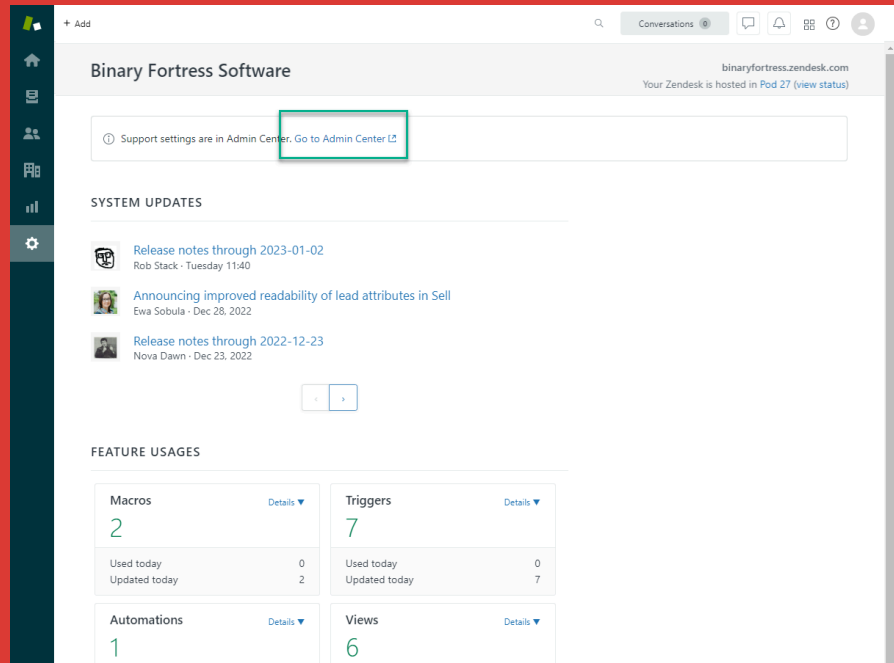 + Add
Conversations 0
Binary Fortress Software
binaryfortress.zendesk.com
Your Zendesk is hosted in Pod 27 (view status)
Support settings are in Admin Center. Go to Admin Center
SYSTEM UPDATES
Release notes through 2023-01-02
Rob Stack · Tuesday 11:40
Announcing improved readability of lead attributes in Sell
Ewa Sobula · Dec 28, 2022
Release notes through 2022-12-23
Nova Dawn · Dec 23, 2022
‹ ›
FEATURE USAGES
Macros Details ▼
2
Used today 0
Updated today 2
Triggers Details ▼
7
Used today 0
Updated today 7
Automations Details ▼
1
Views Details ▼
6